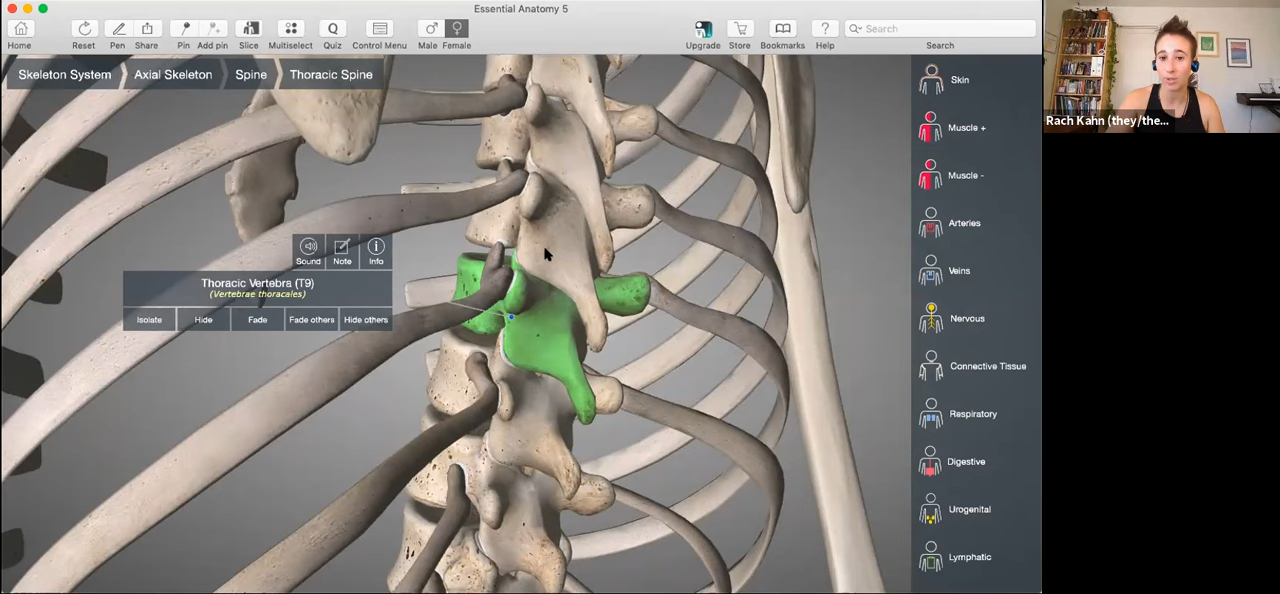 Essential Anatomy 5
Home
Reset
Pen
Share
Pin
Add pin
Slice
Multiselect
Q
Quiz
Control Menu
Male
Female
Upgrade
Store
Bookmarks
?
Help
Search
Search
Skeleton System
Axial Skeleton
Spine
Thoracic Spine
Sound
Note
i
Info
Thoracic Vertebra (T9)
(Vertebrae thoracales)
Isolate
Hide
Fade
Fade others
Hide others
Skin
Muscle +
Muscle -
Arteries
Veins
Nervous
Connective Tissue
Respiratory
Digestive
Urogenital
Lymphatic
Rach Kahn (they/the...